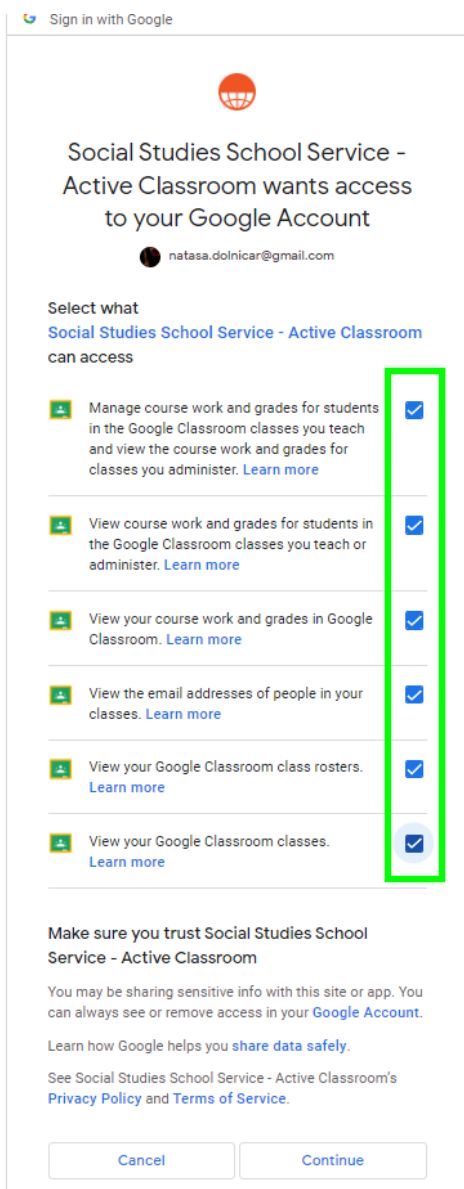 Sign in with Google
Social Studies School Service -
Active Classroom wants access
to your Google Account
natasa.dolnicar@gmail.com
Select what
Social Studies School Service - Active Classroom
can access
Manage course work and grades for students
in the Google Classroom classes you teach
and view the course work and grades for
classes you administer. Learn more
View course work and grades for students in
the Google Classroom classes you teach or
administer. Learn more
View your course work and grades in Google
Classroom. Learn more
View the email addresses of people in your
classes. Learn more
View your Google Classroom class rosters.
Learn more
View your Google Classroom classes.
Learn more
Make sure you trust Social Studies School
Service - Active Classroom
You may be sharing sensitive info with this site or app. You
can always see or remove access in your Google Account.
Learn how Google helps you share data safely.
See Social Studies School Service - Active Classroom's
Privacy Policy and Terms of Service.
Cancel
Continue